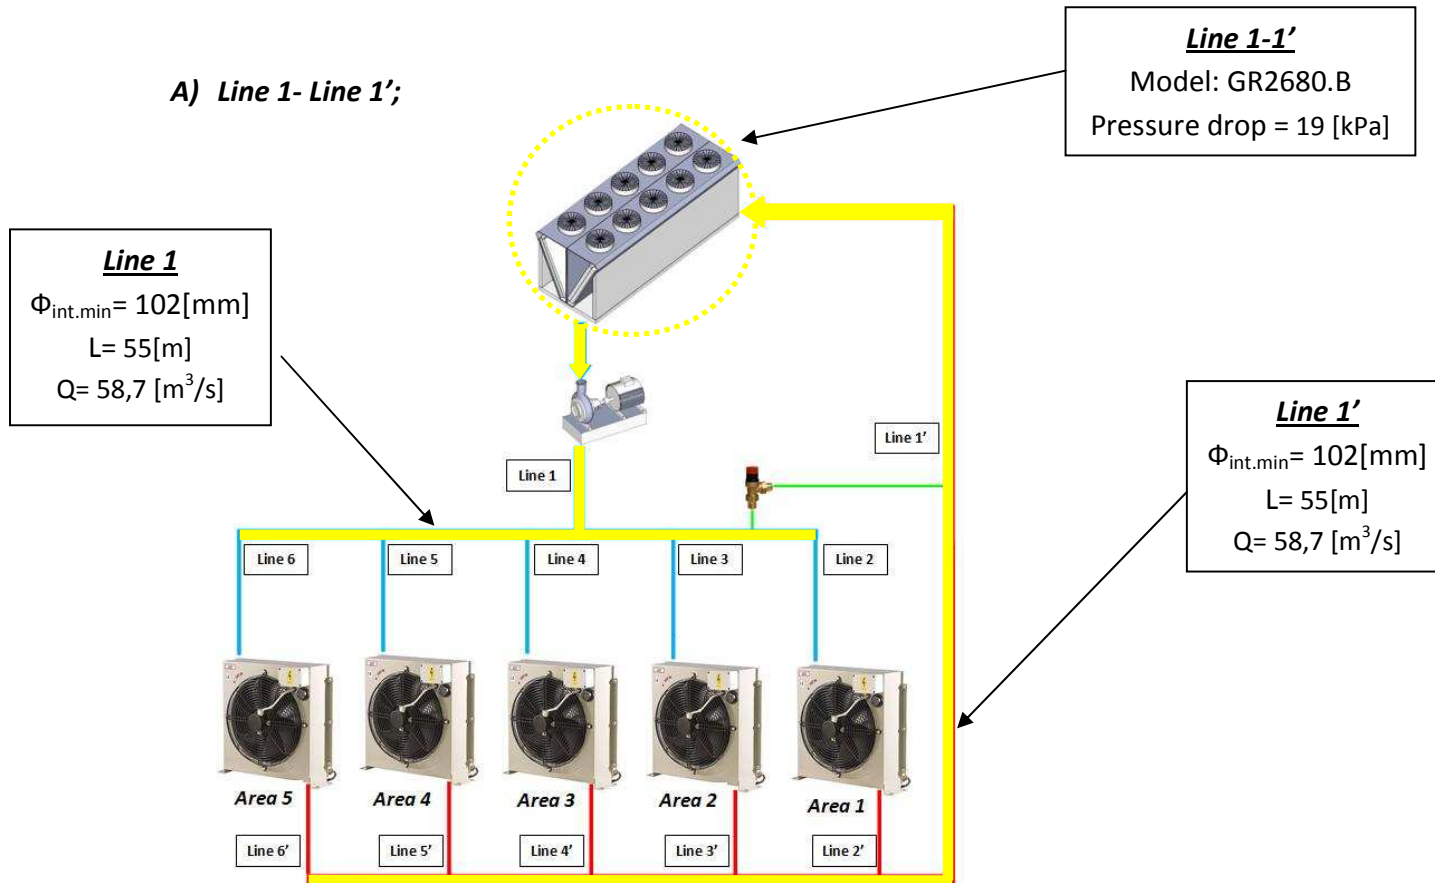 A) Line 1- Line 1’;
Line 1-1’
Model: GR2680.B
Pressure drop = 19 [kPa]
Line 1
Φint.min= 102[mm]
L= 55[m]
Q= 58,7 [m³/s]
Line 1’
Φint.min= 102[mm]
L= 55[m]
Q= 58,7 [m³/s]
Line 1’
Line 1
Line 6
Line 5
Line 4
Line 3
Line 2
Area 5
Area 4
Area 3
Area 2
Area 1
Line 6’
Line 5’
Line 4’
Line 3’
Line 2’